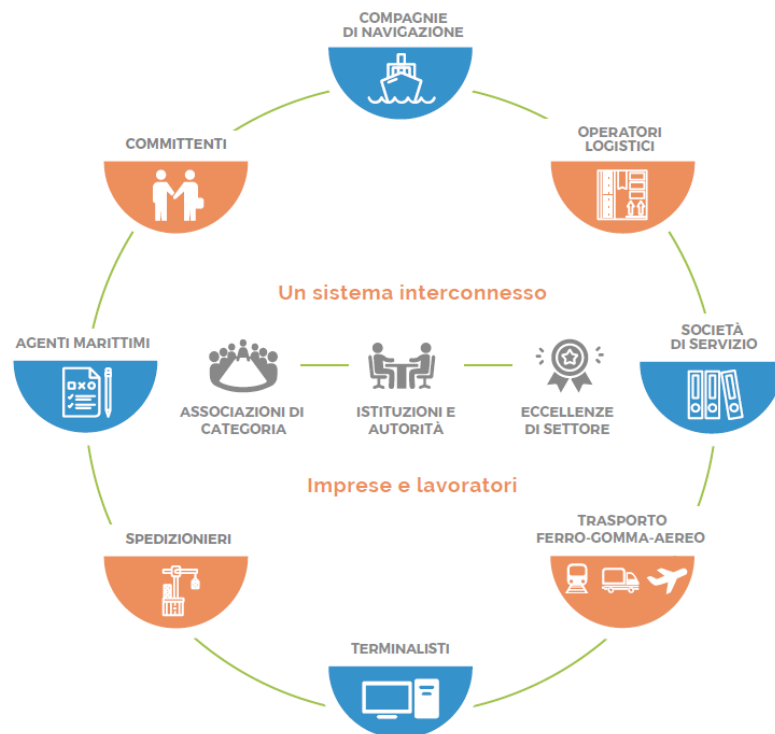 COMPAGNIE
DI NAVIGAZIONE
COMMITTENTI
OPERATORI
LOGISTICI
Un sistema interconnesso
AGENTI MARITTIMI
SOCIETÀ
DI SERVIZIO
ASSOCIAZIONI DI
CATEGORIA
ISTITUZIONI E
AUTORITÀ
ECCELLENZE
DI SETTORE
Imprese e lavoratori
SPEDIZIONIERI
TRASPORTO
FERRO-GOMMA-AEREO
TERMINALISTI